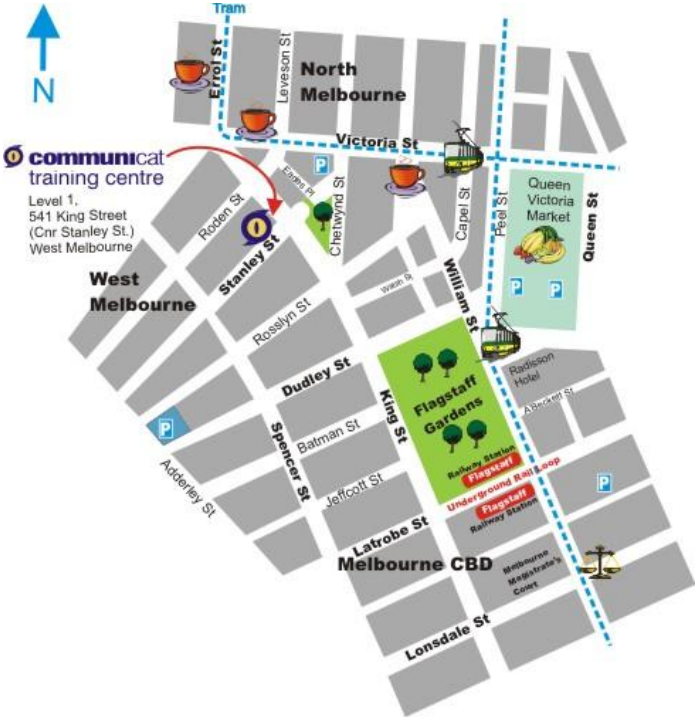 Tram
N
Errol St
Leveson St
North
Melbourne
Victoria St
communicat
training centre
Level 1,
541 King Street
(Cnr Stanley St.)
West Melbourne
P
Eades Pl
Chetwynd St
Capel St
Peel St
Queen
Victoria
Market
Queen St
P
P
Roden St
Stanley St
West
Melbourne
Rosslyn St
William St
Dudley St
King St
Flagstaff
Gardens
Radisson
Hotel
A'Beckett St
Batman St
Spencer St
P
Adderley St
Jeffcott St
Railway Station
Flagstaff
Underground Rail Loop
Flagstaff
Railway Station
P
Latrobe St
Melbourne CBD
Melbourne
Magistrate's
Court
Lonsdale St